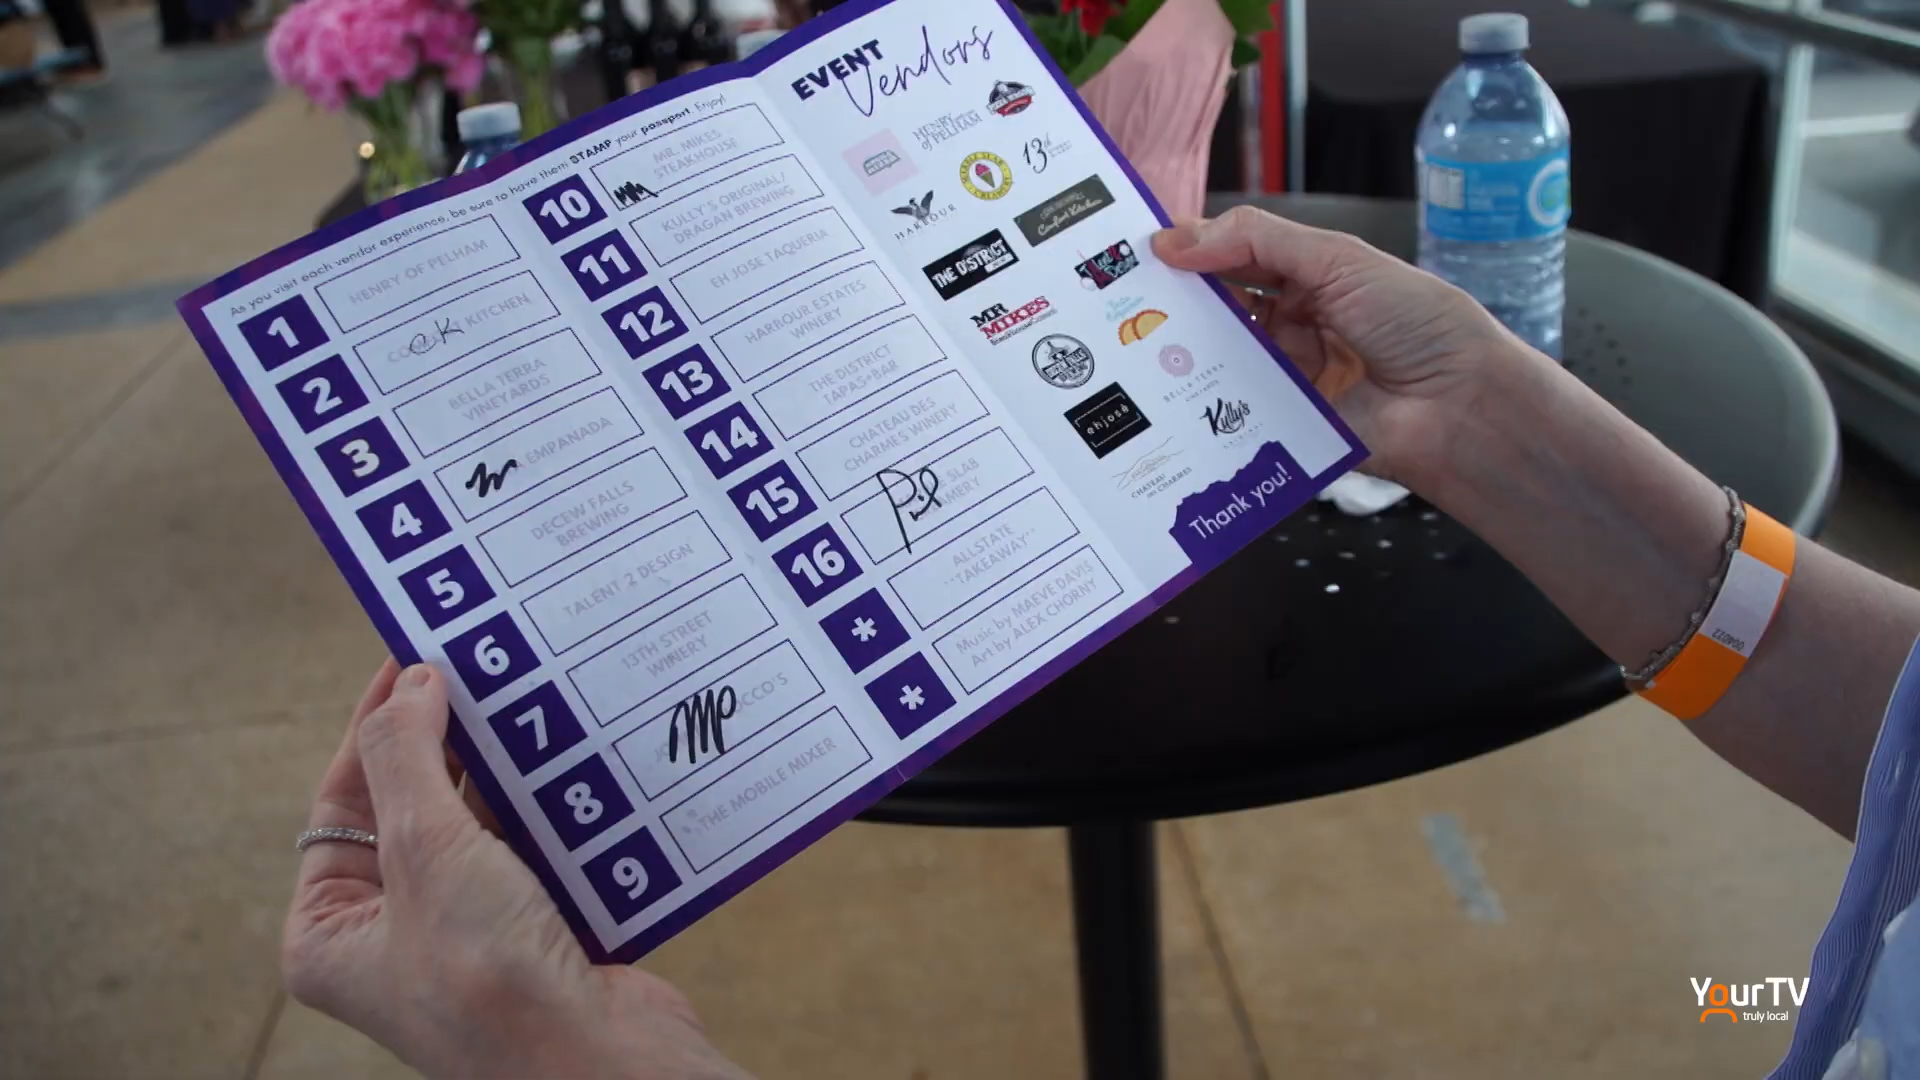 As you visit each vendor experience, be sure to have them STAMP your passport. Enjoy!
1 HENRY OF PELHAM
2 KITCHEN
3 BELLA TERRA
VINEYARDS
4 EMPANADA
5 DECEW FALLS
BREWING
6 TALENT 2 DESIGN
7 13TH STREET
WINERY
8
9 THE MOBILE MIXER
10 MR. MIKES
STEAKHOUSE
11 KULLY'S ORIGINAL/
DRAGAN BREWING
12 EH JOSE TAQUERIA
13 HARBOUR ESTATES
WINERY
14 THE DISTRICT
TAPAS+BAR
15 CHATEAU DES
CHARMES WINERY
16 SLAB
* ALLSTATE
**TAKEAWAY**
* Music by MAEVE DAVIS
Art by ALEX CHORNY
EVENT
Vendors
HENRY
of PELHAM
13th
HARBOUR
Comfort Kitchen
THE DISTRICT
MR
MIKES
BELLA TERRA
ehjosé
Kully's
CHATEAU
DES CHARMES
Thank you!
004072
YourTV
truly local